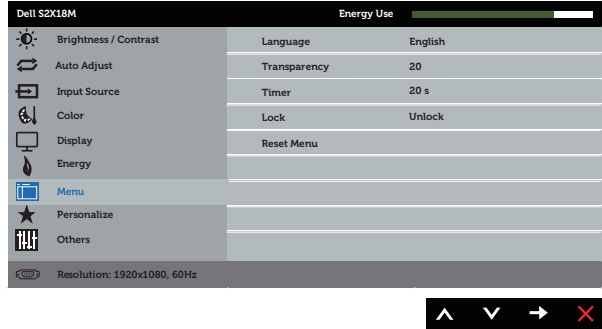 Dell S2X18M Energy Use
Brightness / Contrast
Auto Adjust
Input Source
Color
Display
Energy
Menu
Personalize
Others
Language English
Transparency 20
Timer 20 s
Lock Unlock
Reset Menu
Resolution: 1920x1080, 60Hz